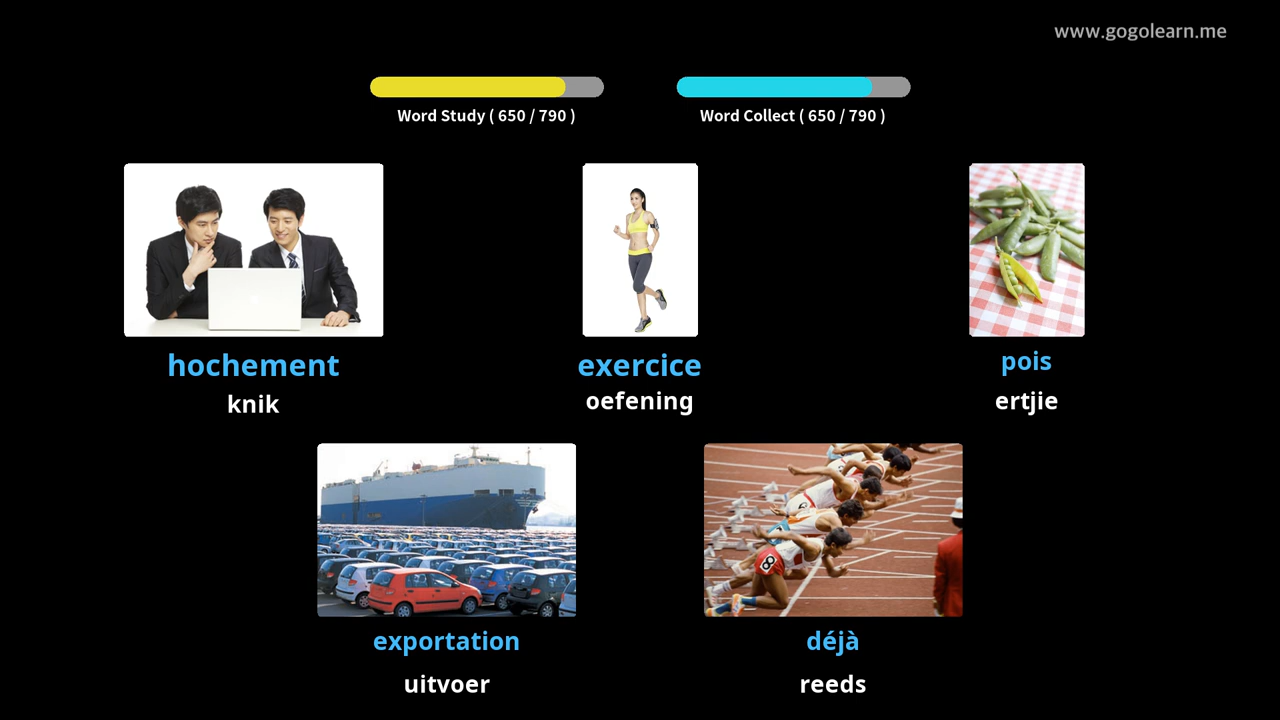 www.gogolearn.me
Word Study ( 650 / 790 )
Word Collect ( 650 / 790 )
hochement
knik
exercice
oefening
pois
ertjie
exportation
uitvoer
déjà
reeds